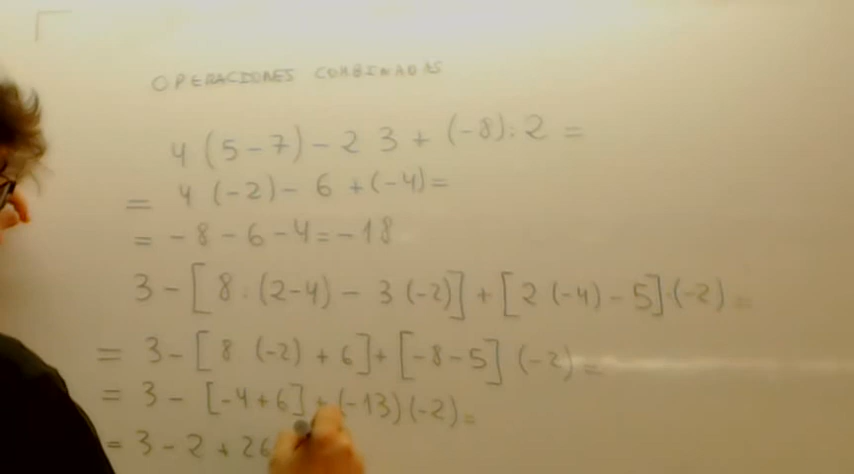 OPERACIONES COMBINADAS
4 (5-7) - 2 3 + (-8) : 2 =
= 4 (-2) - 6 + (-4) =
= -8 - 6 - 4 = -18
3 - [8 : (2-4) - 3 (-2)] + [2 (-4) - 5] · (-2) =
= 3 - [8 (-2) + 6] + [-8 - 5] (-2) =
= 3 - [-4 + 6] + (-13) (-2) =
= 3 - 2 + 26